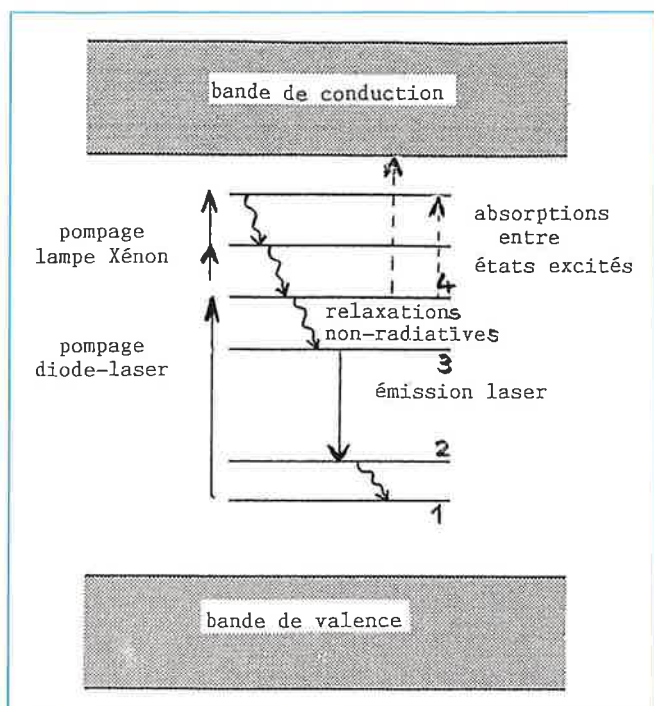 bande de conduction
pompage
lampe Xénon
absorptions
entre
états excités
4
relaxations
non-radiatives
pompage
diode-laser
3
émission laser
2
1
bande de valence